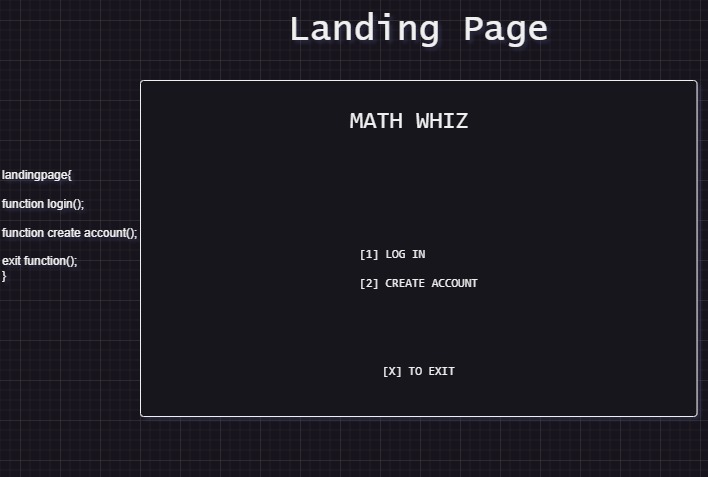 Landing Page
MATH WHIZ
landingpage{
function login();
function create account();
exit function();
}
[1] LOG IN
[2] CREATE ACCOUNT
[X] TO EXIT